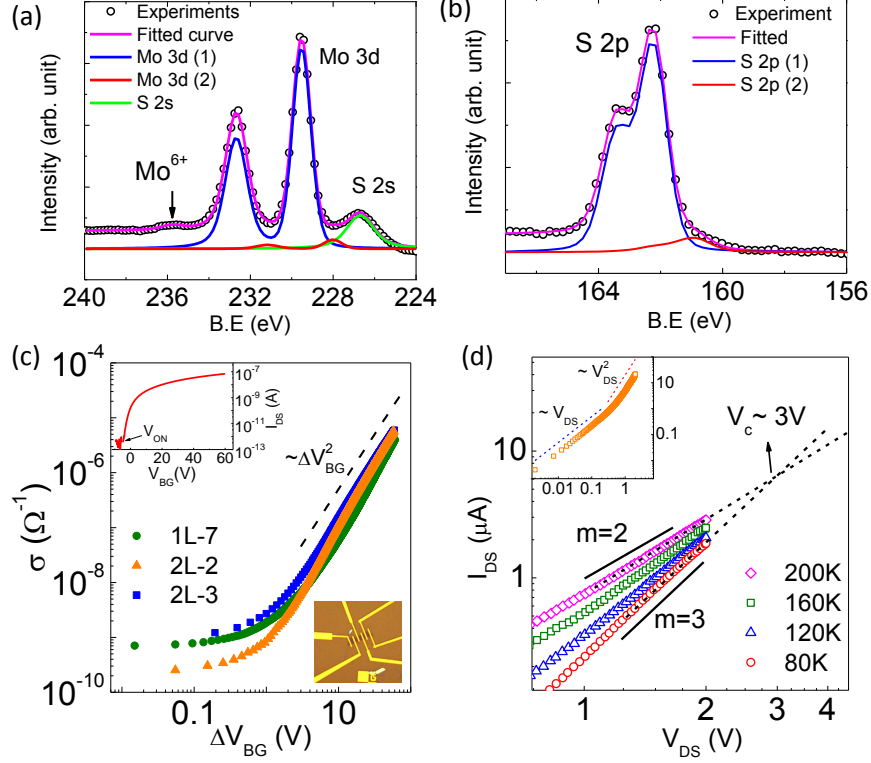 (a)
Experiments
Fitted curve
Mo 3d (1)
Mo 3d (2)
S 2s
Mo 3d
Mo⁶⁺
S 2s
Intensity (arb. unit)
240 236 232 228 224
B.E (eV)
(b)
Experiment
Fitted
S 2p (1)
S 2p (2)
S 2p
Intensity (arb. unit)
164 160 156
B.E (eV)
(c)
10⁻⁴
10⁻⁶
10⁻⁸
10⁻¹⁰
σ (Ω⁻¹)
10⁻⁷
10⁻⁹
10⁻¹¹
10⁻¹³
I_DS (A)
V_ON
0 20 40 60
V_BG(V)
~ΔV²_BG
1L-7
2L-2
2L-3
0.1 10
ΔV_BG (V)
(d)
~ V²_DS
~ V_DS
10
0.1
0.01 0.1 1
V_c~ 3V
10
1
I_DS (μA)
m=2
m=3
200K
160K
120K
80K
1 2 3 4
V_DS (V)